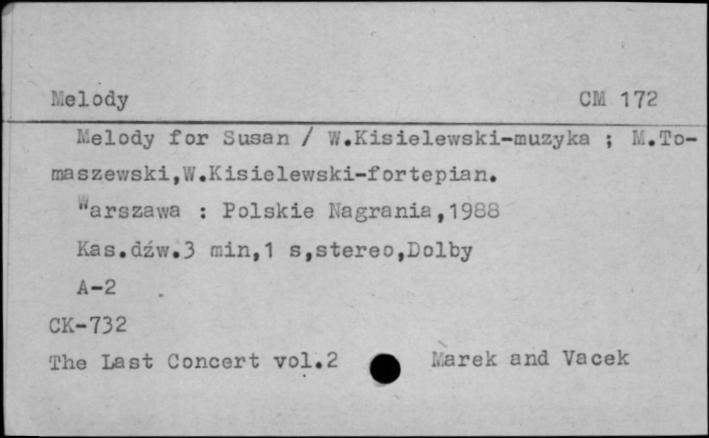 Melody CM 172
Melody for Susan / W.Kisielewski-muzyka ; M.To-
maszewski,W.Kisielewski-fortepian.
Warszawa : Polskie Nagrania,1988
Kas.dźw.3 min,1 s,stereo,Dolby
A-2
CK-732
The Last Concert vol.2 Marek and Vacek